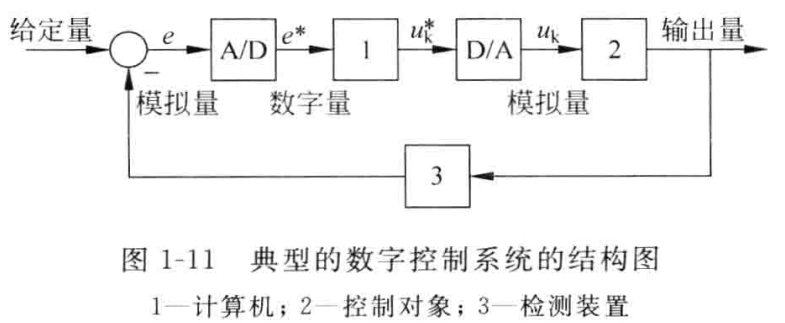 给定量 e A/D e* 1 u*k D/A uk 2 输出量
− 模拟量 数字量 模拟量
3
图 1-11 典型的数字控制系统的结构图
1—计算机；2—控制对象；3—检测装置